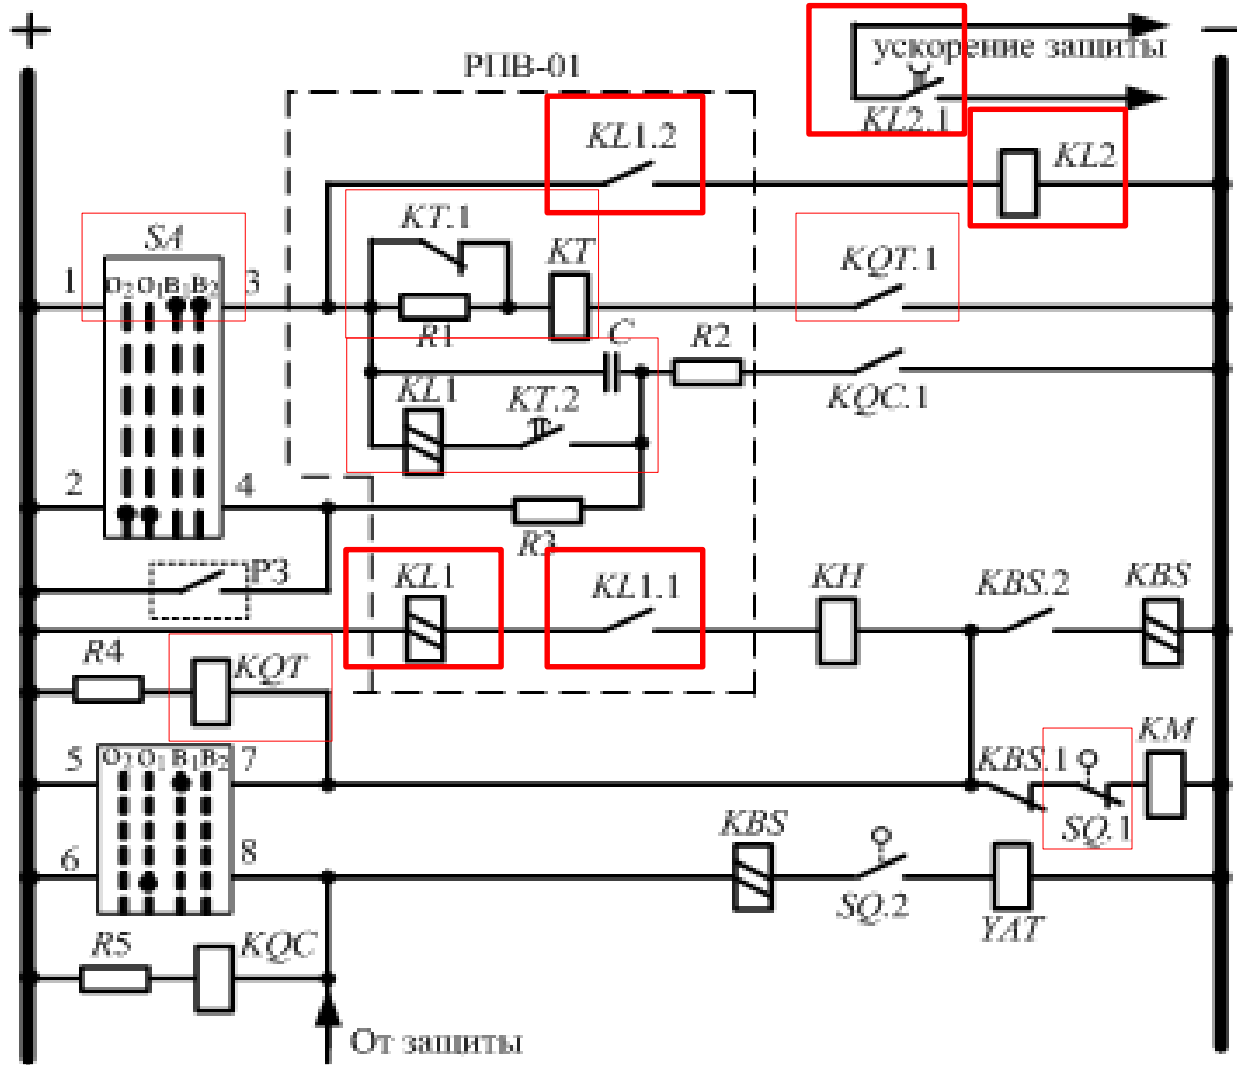 +
−
ускорение защиты
РПВ-01
KL2.1
KL1.2
KL2
SA
KT.1
KT
KQT.1
1
O2 O1 B1 B2
3
R1
C
R2
KL1
KT.2
KQC.1
2
4
R3
РЗ
KL1
KL1.1
KH
KBS.2
KBS
R4
KQT
5
O2 O1 B1 B2
7
KBS.1
KM
SQ.1
6
8
KBS
SQ.2
YAT
R5
KQC
От защиты